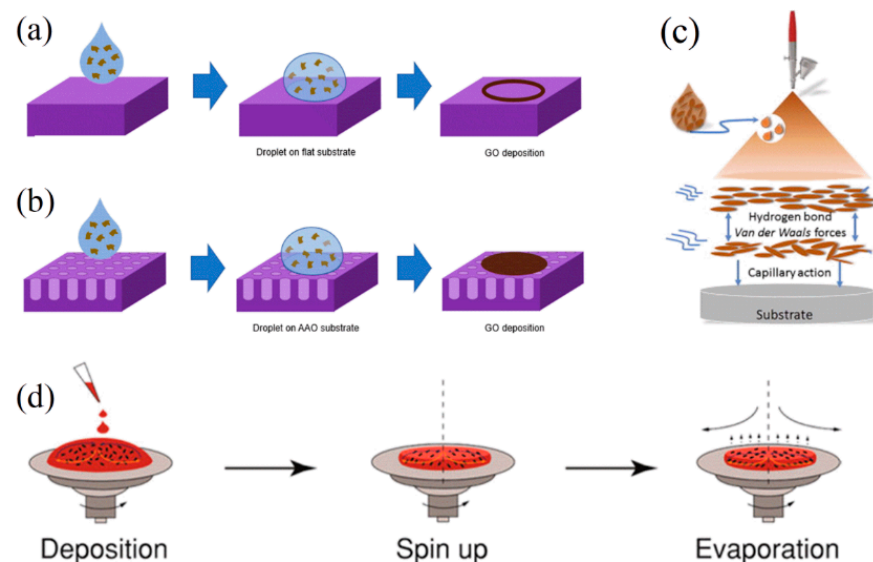 (a)
Droplet on flat substrate
GO deposition
(b)
Droplet on AAO substrate
GO deposition
(c)
Hydrogen bond
Van der Waals forces
Capillary action
Substrate
(d)
Deposition
Spin up
Evaporation